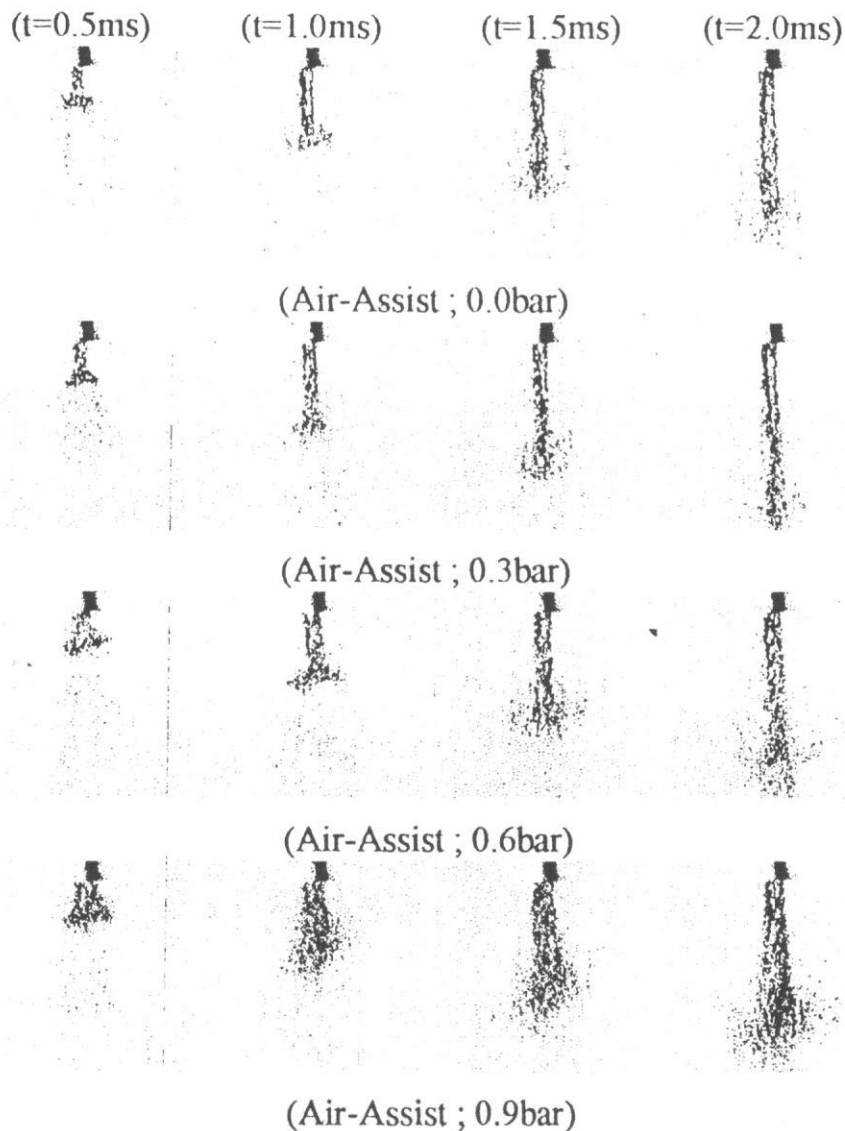 (t=0.5ms) (t=1.0ms) (t=1.5ms) (t=2.0ms)
(Air-Assist ; 0.0bar)
(Air-Assist ; 0.3bar)
(Air-Assist ; 0.6bar)
(Air-Assist ; 0.9bar)